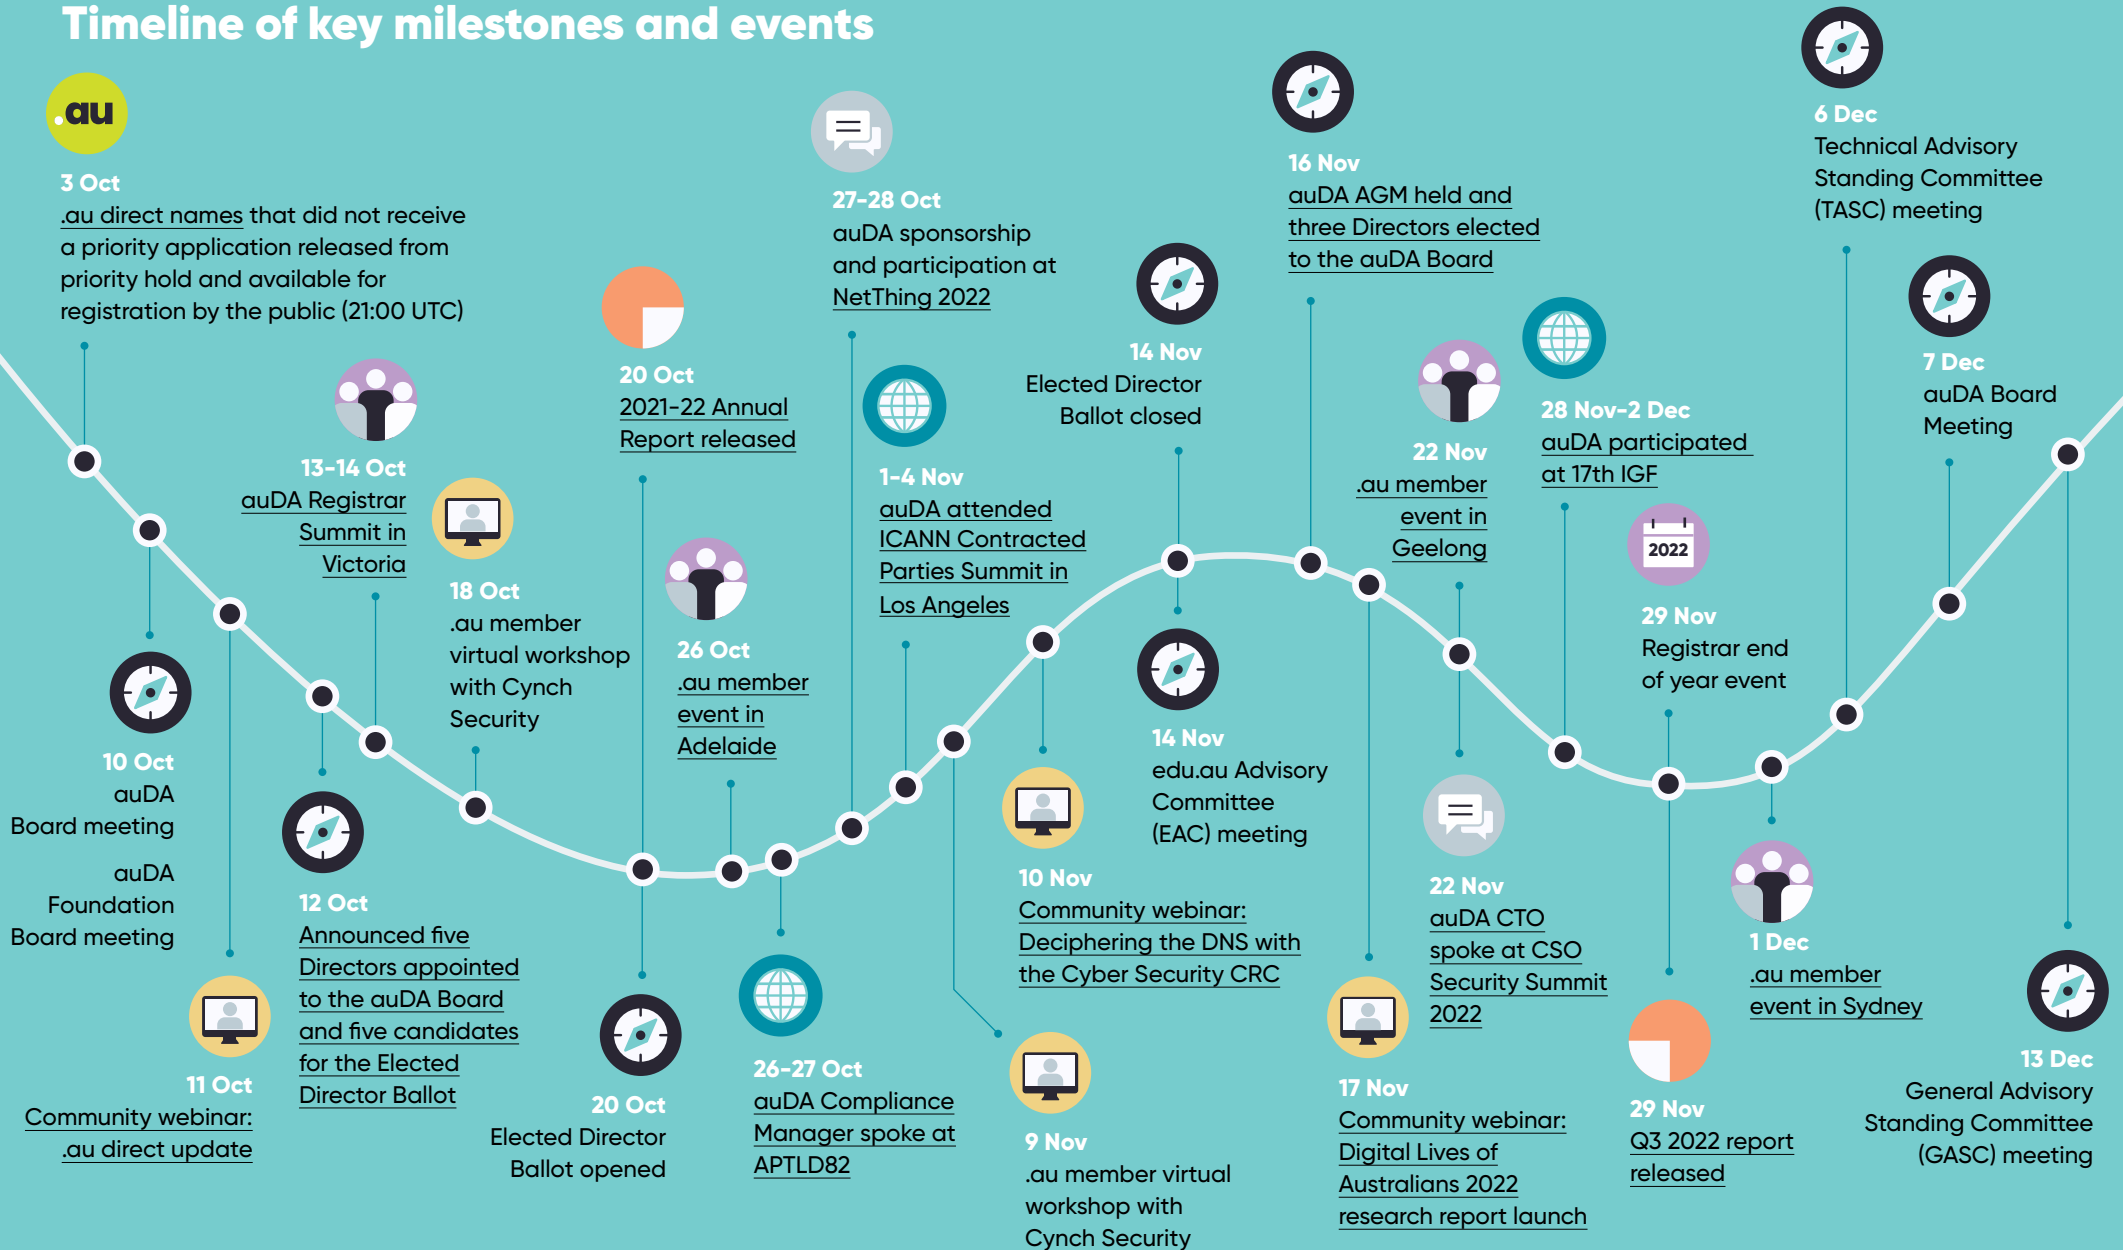 Timeline of key milestones and events
.au
3 Oct
.au direct names that did not receive
a priority application released from
priority hold and available for
registration by the public (21:00 UTC)
10 Oct
auDA
Board meeting
auDA
Foundation
Board meeting
11 Oct
Community webinar:
.au direct update
12 Oct
Announced five
Directors appointed
to the auDA Board
and five candidates
for the Elected
Director Ballot
13-14 Oct
auDA Registrar
Summit in
Victoria
18 Oct
.au member
virtual workshop
with Cynch
Security
20 Oct
2021-22 Annual
Report released
20 Oct
Elected Director
Ballot opened
26 Oct
.au member
event in
Adelaide
26-27 Oct
auDA Compliance
Manager spoke at
APTLD82
27-28 Oct
auDA sponsorship
and participation at
NetThing 2022
1-4 Nov
auDA attended
ICANN Contracted
Parties Summit in
Los Angeles
9 Nov
.au member virtual
workshop with
Cynch Security
10 Nov
Community webinar:
Deciphering the DNS with
the Cyber Security CRC
14 Nov
Elected Director
Ballot closed
14 Nov
edu.au Advisory
Committee
(EAC) meeting
16 Nov
auDA AGM held and
three Directors elected
to the auDA Board
17 Nov
Community webinar:
Digital Lives of
Australians 2022
research report launch
22 Nov
.au member
event in
Geelong
22 Nov
auDA CTO
spoke at CSO
Security Summit
2022
28 Nov-2 Dec
auDA participated
at 17th IGF
2022
29 Nov
Registrar end
of year event
29 Nov
Q3 2022 report
released
1 Dec
.au member
event in Sydney
6 Dec
Technical Advisory
Standing Committee
(TASC) meeting
7 Dec
auDA Board
Meeting
13 Dec
General Advisory
Standing Committee
(GASC) meeting